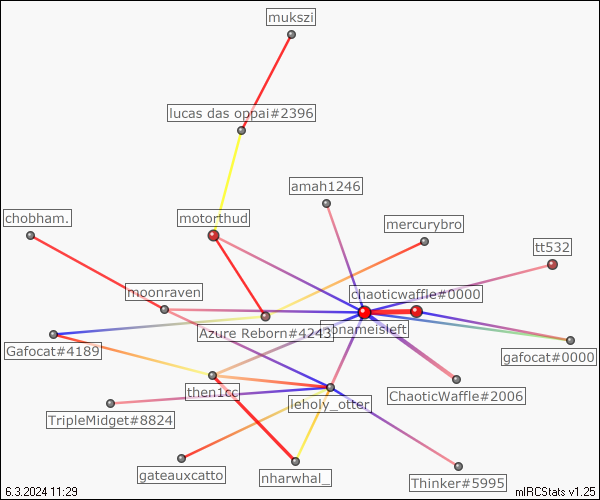 mukszi
lucas das oppai#2396
amah1246
chobham.
motorthud
mercurybro
tt532
moonraven
chaoticwaffle#0000
Azure Reborn#4243
nonameisleft
Gafocat#4189
gafocat#0000
then1cc
ChaoticWaffle#2006
leholy_otter
TripleMidget#8824
gateauxcatto
nharwhal_
Thinker#5995
6.3.2024 11:29
mIRCStats v1.25